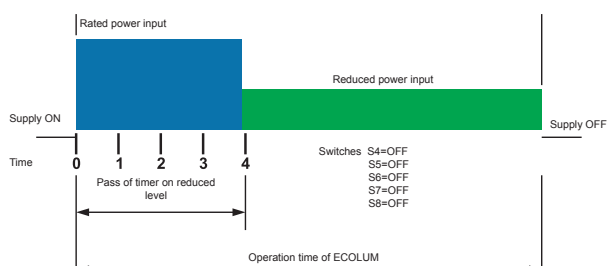 Rated power input
Reduced power input
Supply ON
Supply OFF
Time
0 1 2 3 4
Switches S4=OFF
S5=OFF
S6=OFF
S7=OFF
S8=OFF
Pass of timer on reduced
level
Operation time of ECOLUM